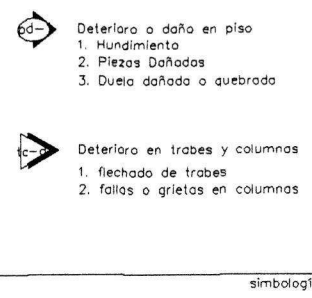 pd- Deterioro o daño en piso
1. Hundimiento
2. Piezas Dañadas
3. Duela dañada o quebrada
tc-d Deterioro en trabes y columnas
1. flechado de trabes
2. fallas o grietas en columnas